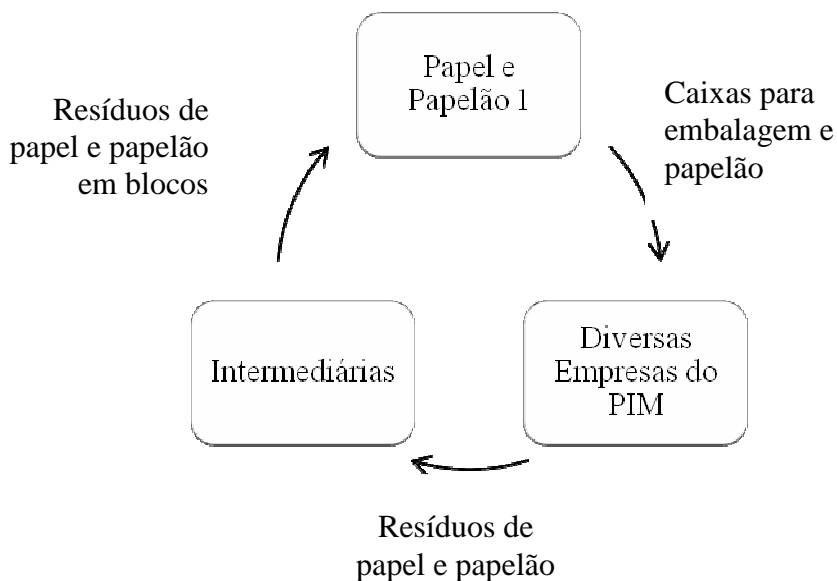 Papel e
Papelão 1
Caixas para
embalagem e
papelão
Diversas
Empresas do
PIM
Resíduos de
papel e papelão
Intermediárias
Resíduos de
papel e papelão
em blocos